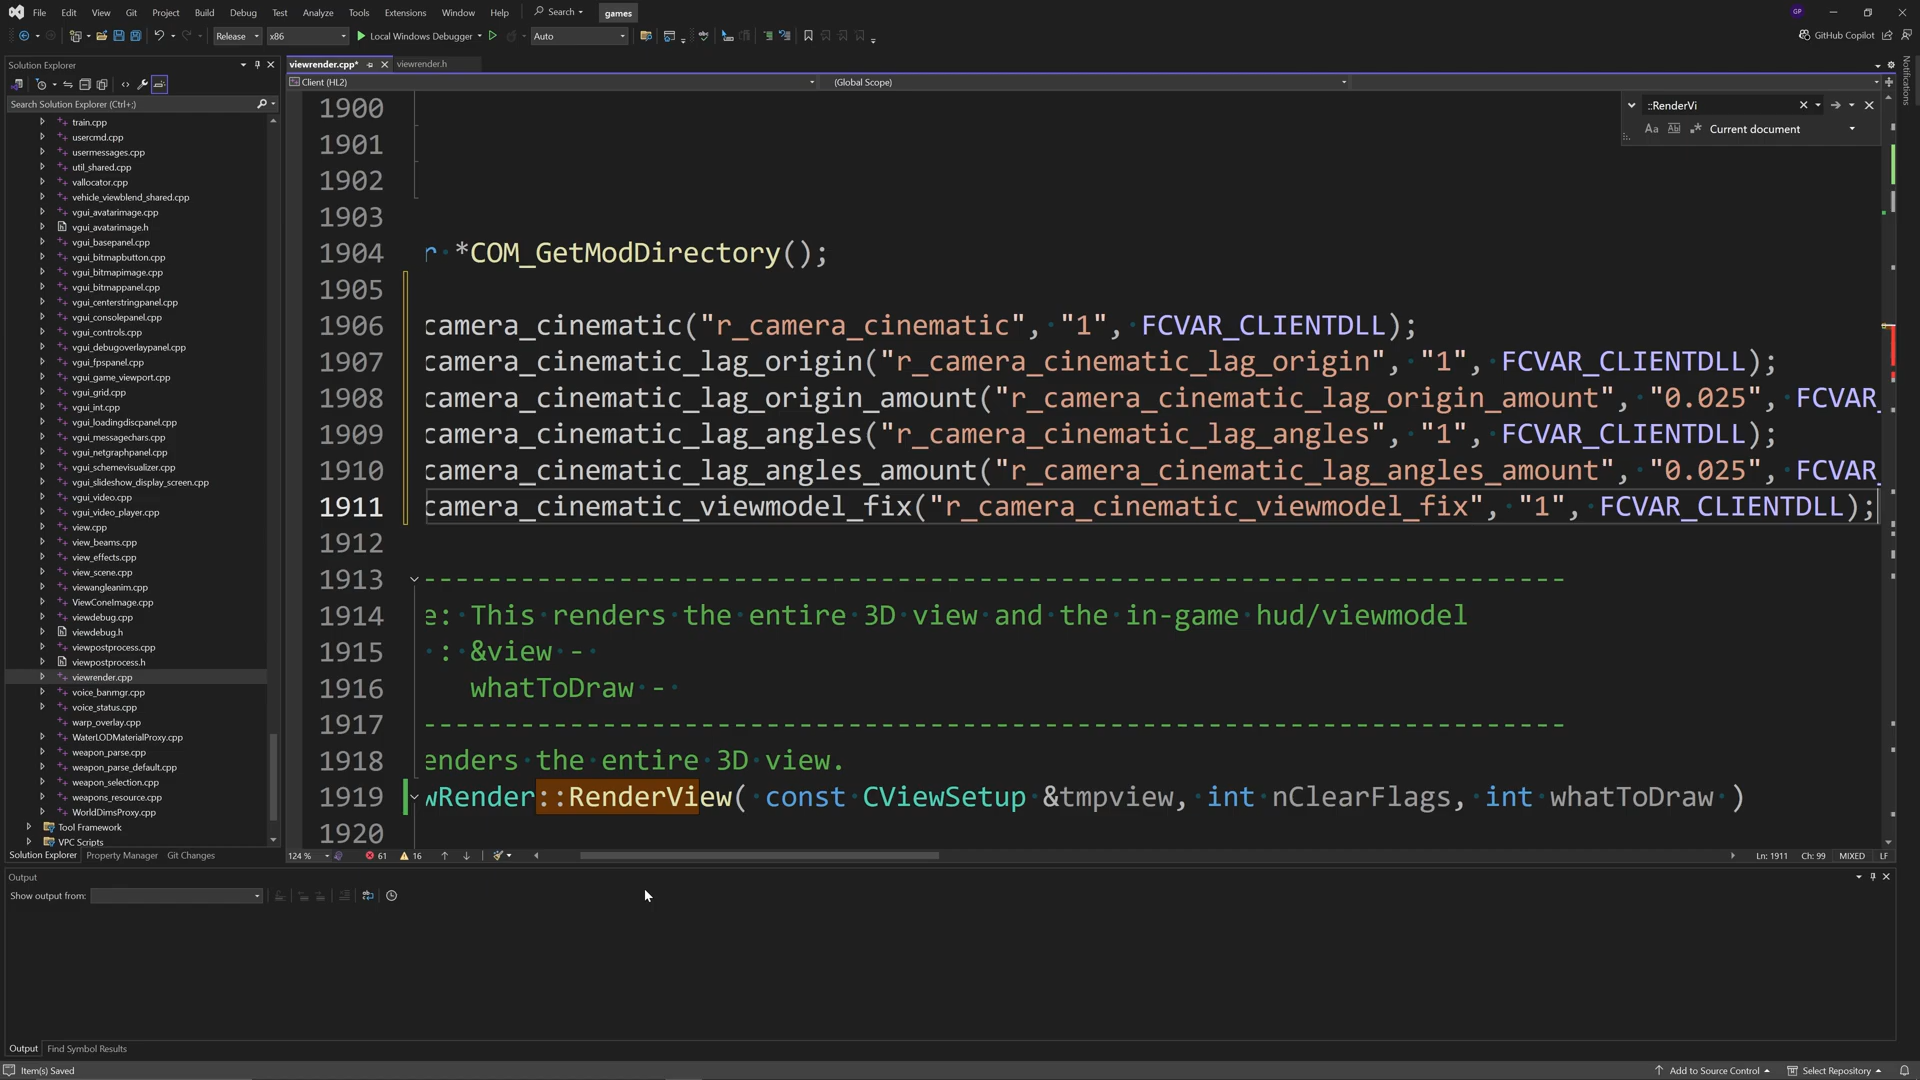 File Edit View Git Project Build Debug Test Analyze Tools Extensions Window Help Search games GP
Release x86 Local Windows Debugger Auto GitHub Copilot
Solution Explorer
Search Solution Explorer (Ctrl+;)
train.cpp
usercmd.cpp
usermessages.cpp
util_shared.cpp
vallocator.cpp
vehicle_viewblend_shared.cpp
vgui_avatarimage.cpp
vgui_avatarimage.h
vgui_basepanel.cpp
vgui_bitmapbutton.cpp
vgui_bitmapimage.cpp
vgui_bitmappanel.cpp
vgui_centerstringpanel.cpp
vgui_consolepanel.cpp
vgui_controls.cpp
vgui_debugoverlaypanel.cpp
vgui_fpspanel.cpp
vgui_game_viewport.cpp
vgui_grid.cpp
vgui_int.cpp
vgui_loadingdiscpanel.cpp
vgui_messagechars.cpp
vgui_netgraphpanel.cpp
vgui_schemevisualizer.cpp
vgui_slideshow_display_screen.cpp
vgui_video.cpp
vgui_video_player.cpp
view.cpp
view_beams.cpp
view_effects.cpp
view_scene.cpp
viewangleanim.cpp
ViewConeImage.cpp
viewdebug.cpp
viewdebug.h
viewpostprocess.cpp
viewpostprocess.h
viewrender.cpp
voice_banmgr.cpp
voice_status.cpp
warp_overlay.cpp
WaterLODMaterialProxy.cpp
weapon_parse.cpp
weapon_parse_default.cpp
weapon_selection.cpp
weapons_resource.cpp
WorldDimsProxy.cpp
Tool Framework
VPC Scripts
Solution Explorer Property Manager Git Changes
viewrender.cpp* viewrender.h
Client (HL2) (Global Scope)
::RenderVi
Aa Ab Current document
Notifications
1900
1901
1902
1903
1904 r *COM_GetModDirectory();
1905
1906 camera_cinematic("r_camera_cinematic", "1", FCVAR_CLIENTDLL);
1907 camera_cinematic_lag_origin("r_camera_cinematic_lag_origin", "1", FCVAR_CLIENTDLL);
1908 camera_cinematic_lag_origin_amount("r_camera_cinematic_lag_origin_amount", "0.025", FCVAR_
1909 camera_cinematic_lag_angles("r_camera_cinematic_lag_angles", "1", FCVAR_CLIENTDLL);
1910 camera_cinematic_lag_angles_amount("r_camera_cinematic_lag_angles_amount", "0.025", FCVAR_
1911 camera_cinematic_viewmodel_fix("r_camera_cinematic_viewmodel_fix", "1", FCVAR_CLIENTDLL);
1912
1913 ----------------------------------------------------------------------
1914 e: This renders the entire 3D view and the in-game hud/viewmodel
1915 : &view -
1916 whatToDraw -
1917 ----------------------------------------------------------------------
1918 enders the entire 3D view.
1919 wRender::RenderView( const CViewSetup &tmpview, int nClearFlags, int whatToDraw )
1920
124 % 61 16 Ln: 1911 Ch: 99 MIXED LF
Output
Show output from:
Output Find Symbol Results
Item(s) Saved Add to Source Control Select Repository